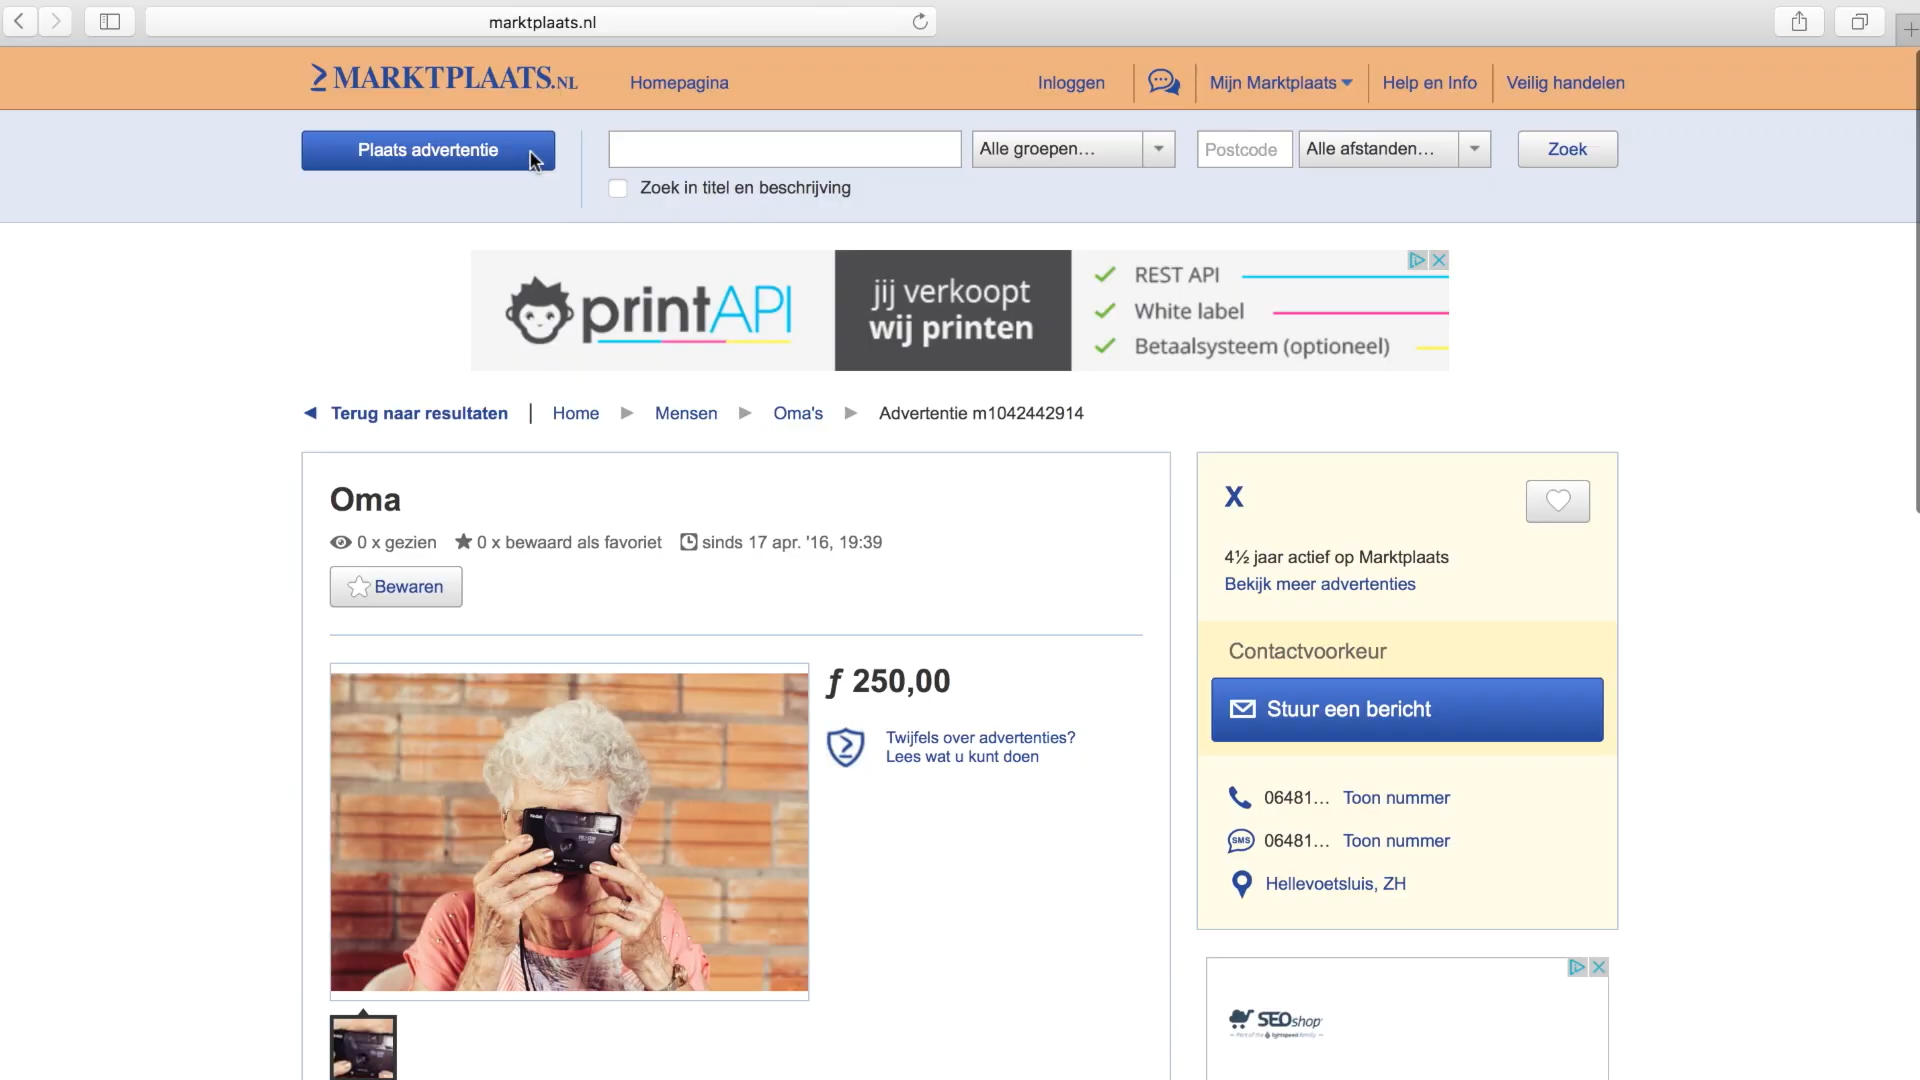 marktplaats.nl
MARKTPLAATS.NL
Homepagina
Inloggen
Mijn Marktplaats
Help en Info
Veilig handelen
Plaats advertentie
Alle groepen...
Postcode
Alle afstanden...
Zoek
Zoek in titel en beschrijving
printAPI
jij verkoopt
wij printen
REST API
White label
Betaalsysteem (optioneel)
Terug naar resultaten | Home Mensen Oma's Advertentie m1042442914
Oma
0 x gezien 0 x bewaard als favoriet sinds 17 apr. '16, 19:39
Bewaren
ƒ 250,00
Twijfels over advertenties?
Lees wat u kunt doen
X
4½ jaar actief op Marktplaats
Bekijk meer advertenties
Contactvoorkeur
Stuur een bericht
06481... Toon nummer
SMS 06481... Toon nummer
Hellevoetsluis, ZH
SEOshop
Kodak